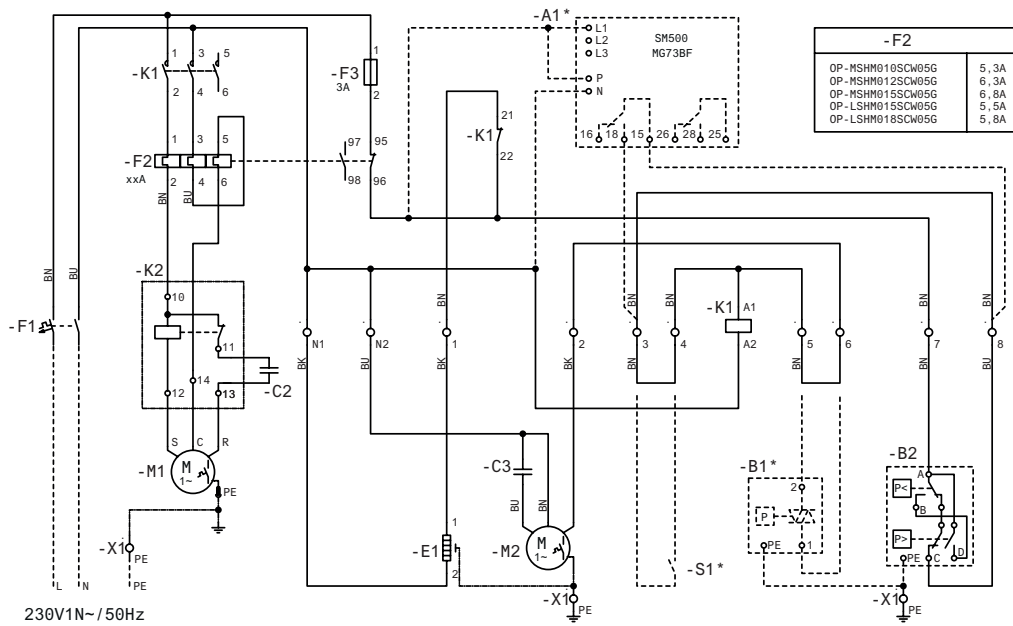 -A1*
L1
L2
L3
P
N
SM500
MG73BF
16
18
15
26
28
25
-F2
OP-MSHM010SCW05G 5,3A
OP-MSHM012SCW05G 6,3A
OP-MSHM015SCW05G 6,8A
OP-LSHM015SCW05G 5,5A
OP-LSHM018SCW05G 5,8A
1
3
5
-K1
2
4
6
-F3
3A
1
2
-K1
21
22
1
3
5
-F2
xxA
2
4
6
97
95
98
96
BN
BU
BN
BU
-K2
10
11
12
14
13
-C2
-F1
BN
BN
BN
BN
BN
-K1
A1
A2
N1
N2
1
2
3
4
5
6
7
8
BK
BU
BK
BK
BN
BN
BN
BU
S
C
R
-M1
M
1~
PE
-X1
PE
PE
L
N
230V1N~/50Hz
-C3
BU
BN
-E1
1
2
-M2
M
1~
-X1
PE
-S1*
-B1*
2
P
PE
1
-B2
A
P<
B
P>
PE
C
D
-X1
PE